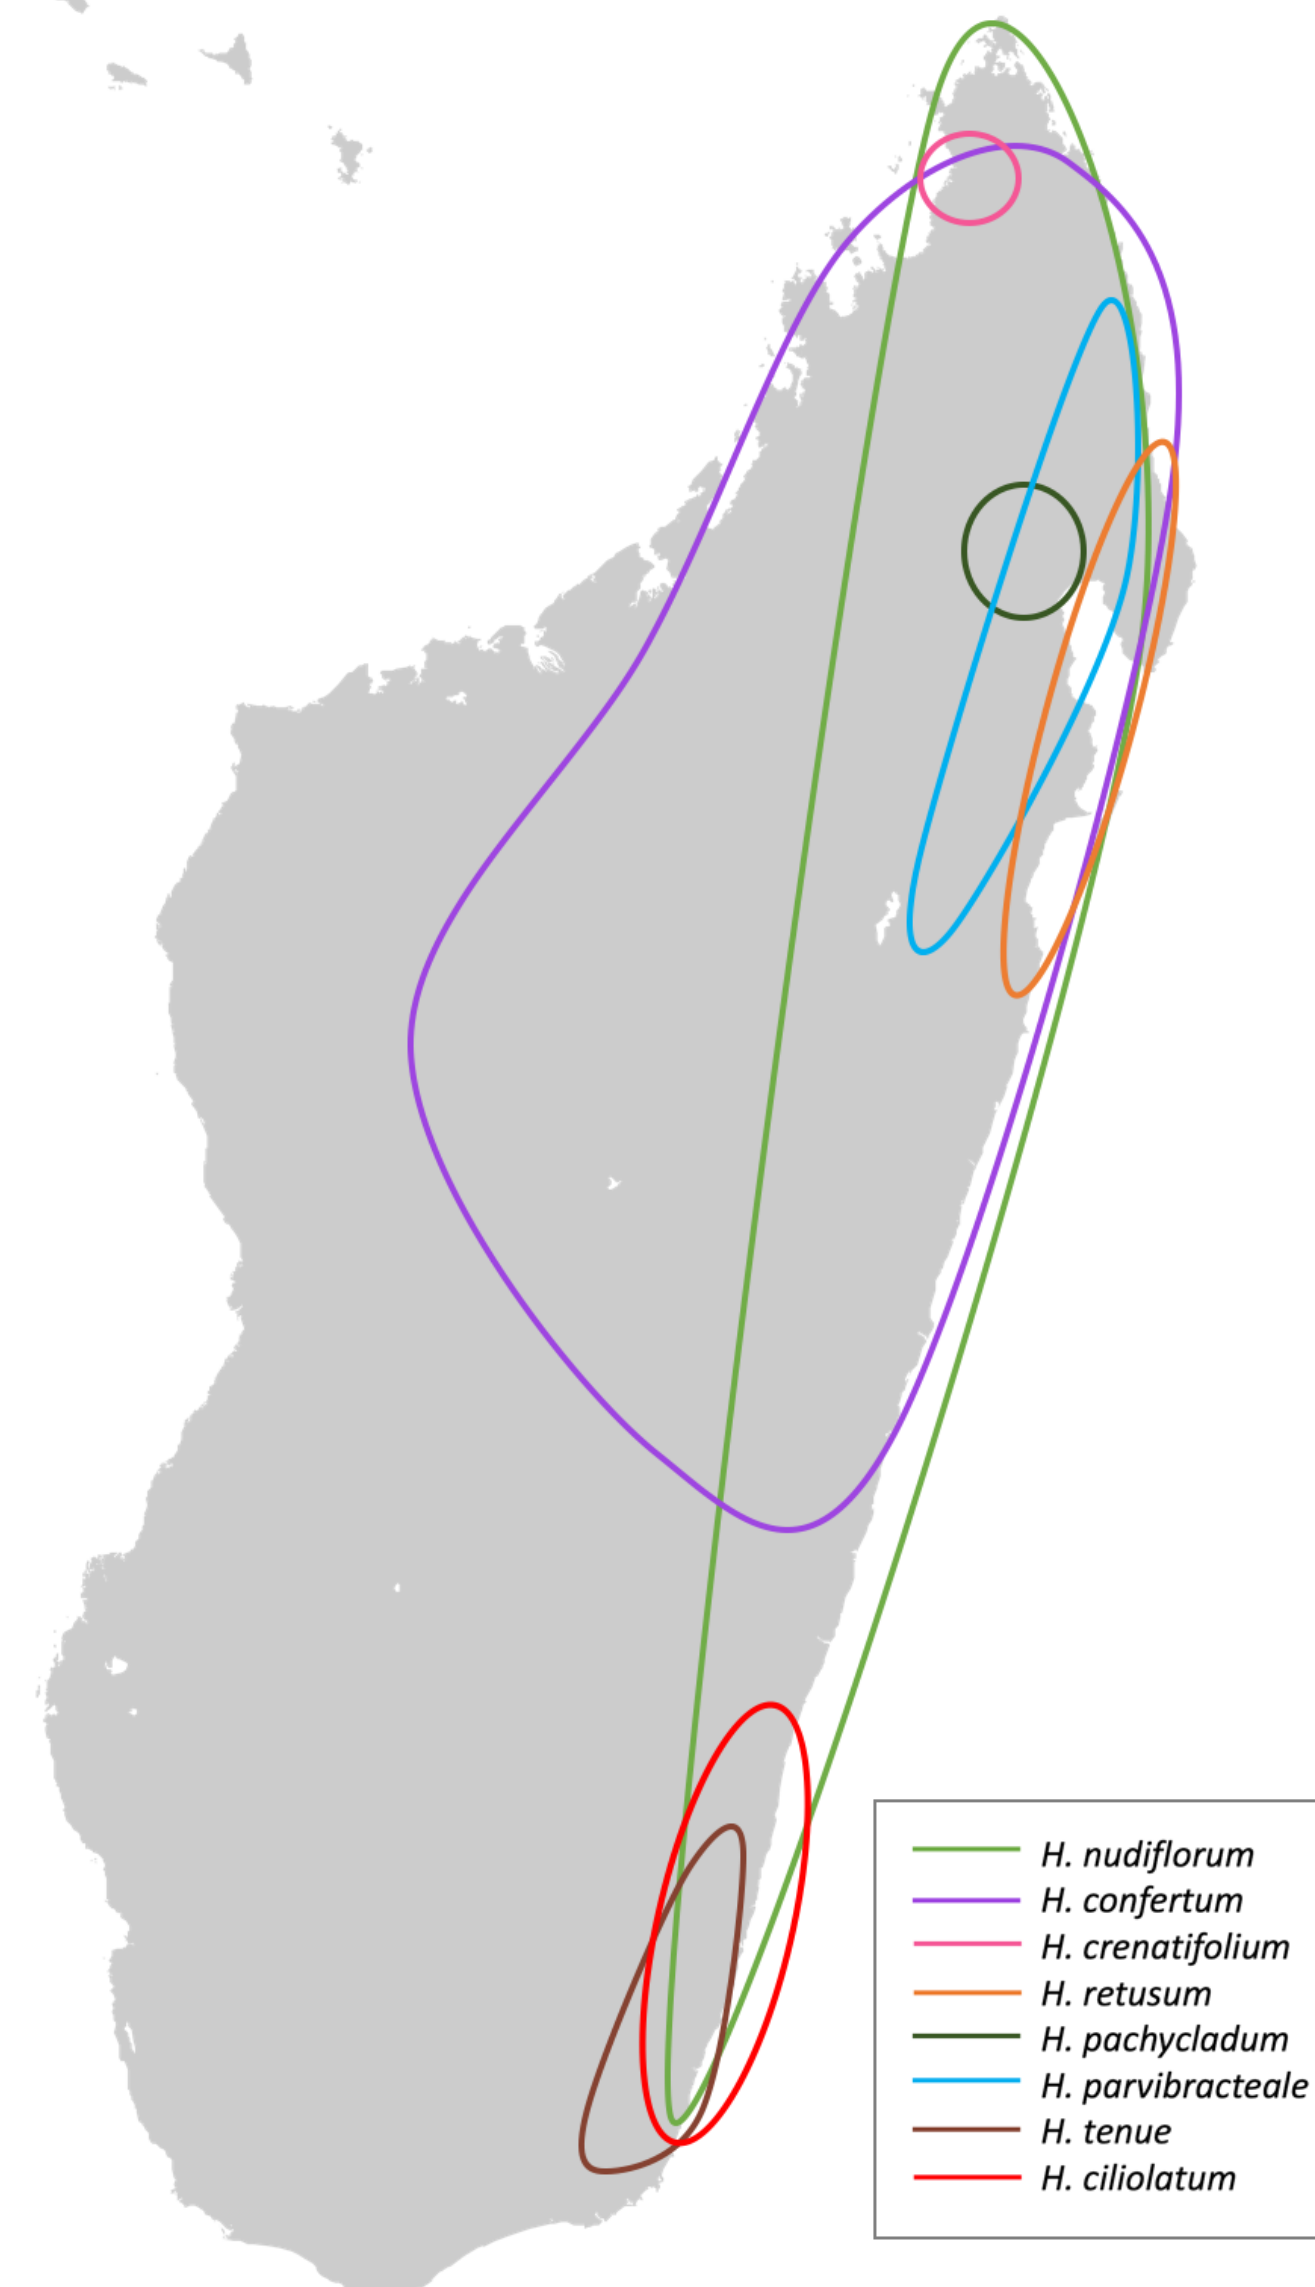 H. nudiflorum
H. confertum
H. crenatifolium
H. retusum
H. pachycladum
H. parvibracteale
H. tenue
H. ciliolatum